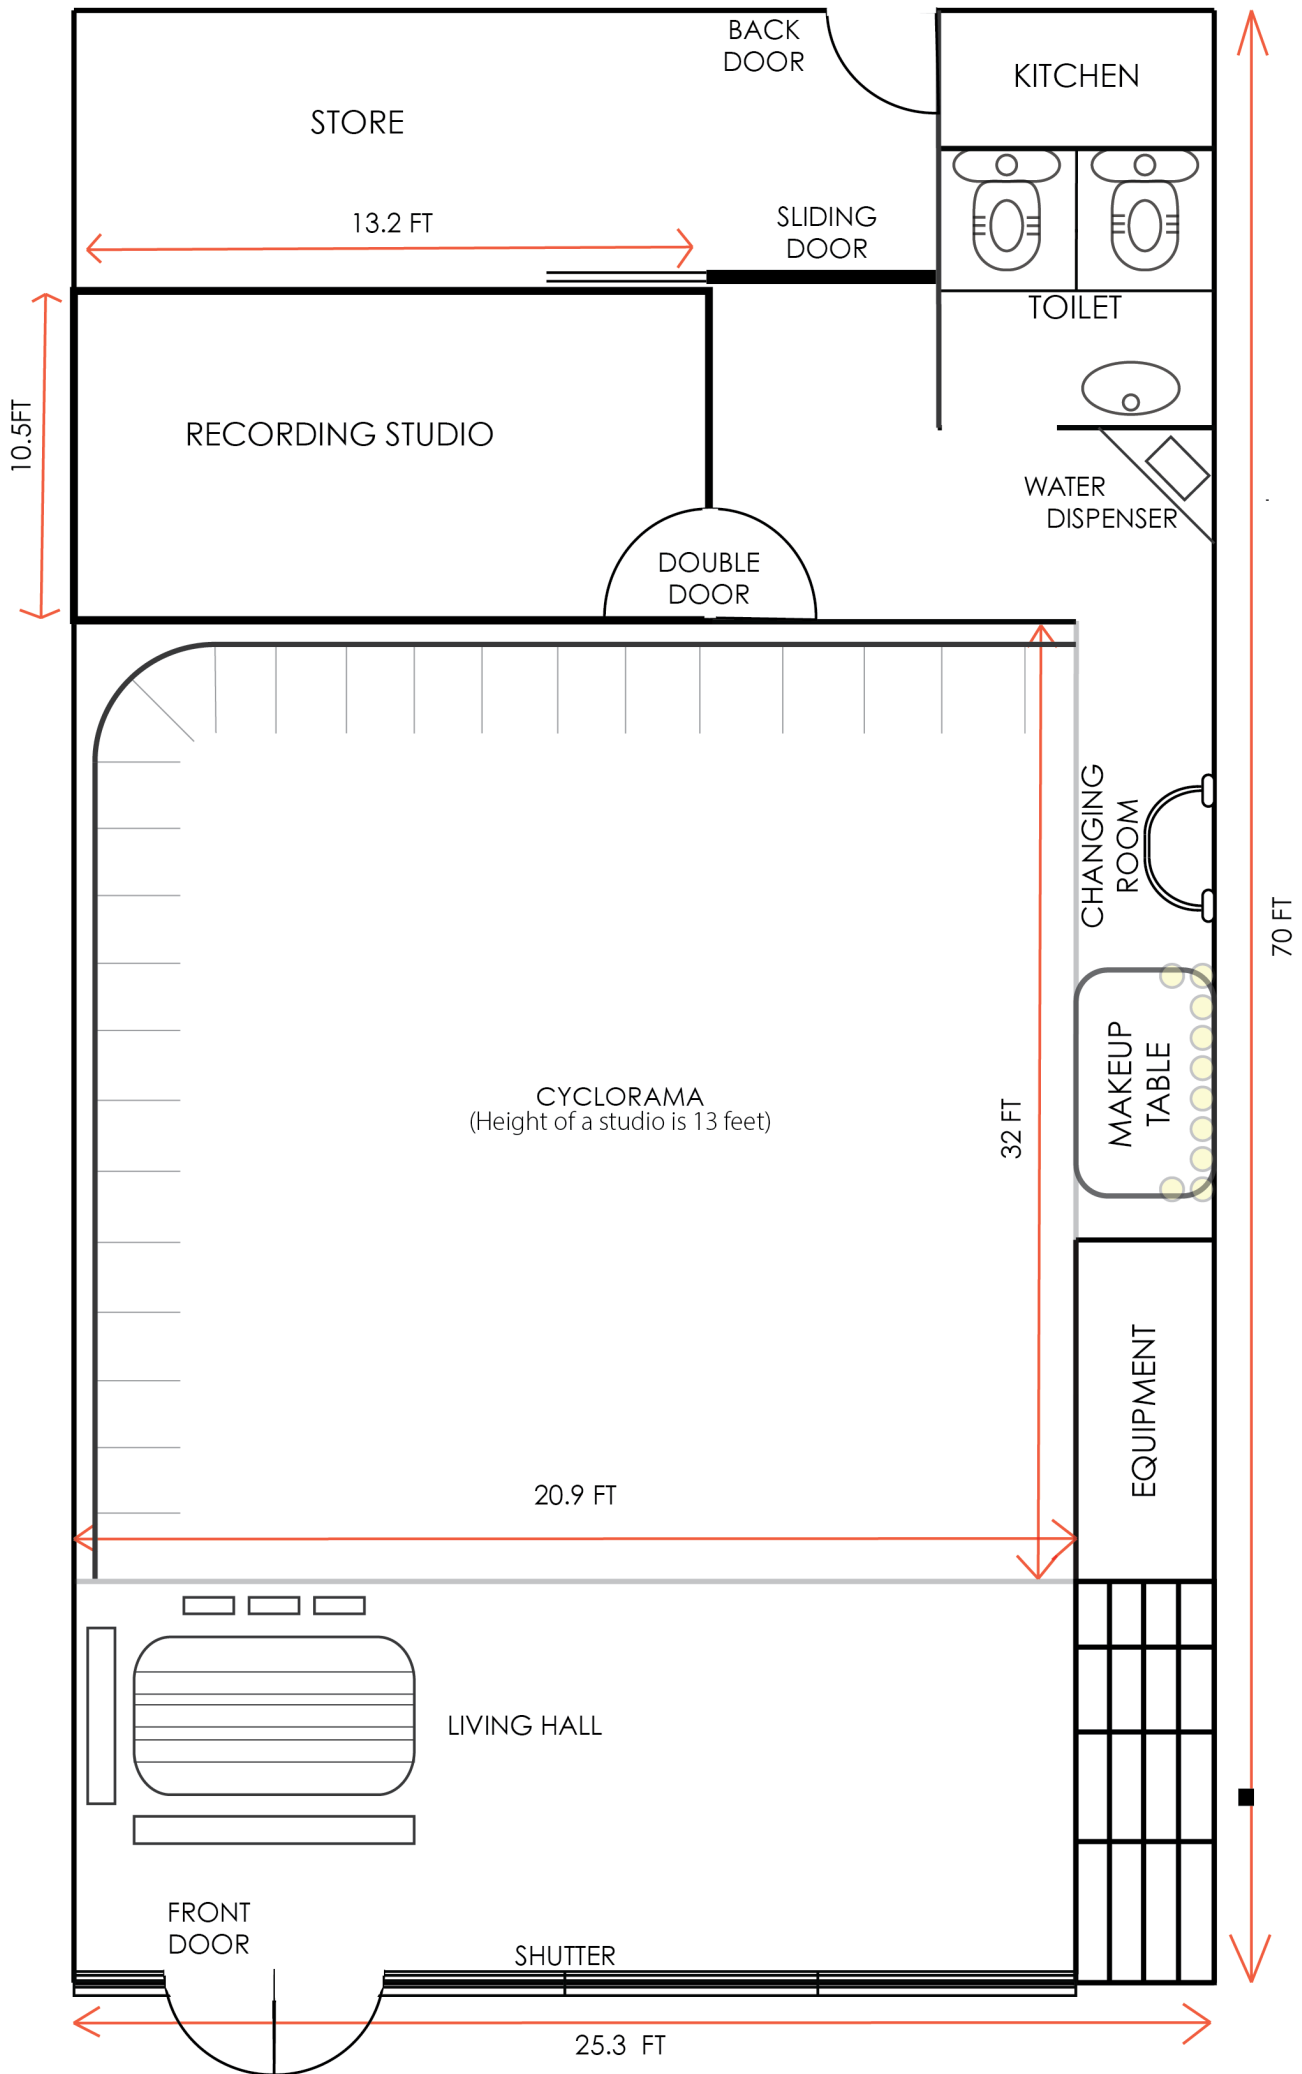 BACK
DOOR
KITCHEN
STORE
13.2 FT
SLIDING
DOOR
TOILET
10.5FT
RECORDING STUDIO
WATER
DISPENSER
DOUBLE
DOOR
CHANGING
ROOM
70 FT
CYCLORAMA
(Height of a studio is 13 feet)
32 FT
MAKEUP
TABLE
20.9 FT
EQUIPMENT
LIVING HALL
FRONT
DOOR
SHUTTER
25.3 FT